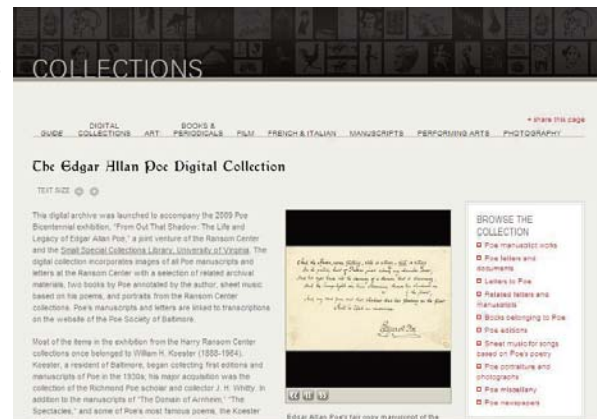 COLLECTIONS
+ share this page
GUIDE DIGITAL COLLECTIONS ART BOOKS & PERIODICALS FILM FRENCH & ITALIAN MANUSCRIPTS PERFORMING ARTS PHOTOGRAPHY
The Edgar Allan Poe Digital Collection
TEXT SIZE
This digital archive was launched to accompany the 2009 Poe
Bicentennial exhibition, "From Out That Shadow: The Life and
Legacy of Edgar Allan Poe," a joint venture of the Ransom Center
and the Small Special Collections Library, University of Virginia. The
digital collection incorporates images of all Poe manuscripts and
letters at the Ransom Center with a selection of related archival
materials, two books by Poe annotated by the author, sheet music
based on his poems, and portraits from the Ransom Center
collections. Poe's manuscripts and letters are linked to transcriptions
on the website of the Poe Society of Baltimore.
Most of the items in the exhibition from the Harry Ransom Center
collections once belonged to William H. Koester (1888-1964).
Koester, a resident of Baltimore, began collecting first editions and
manuscripts of Poe in the 1930s; his major acquisition was the
collection of the Richmond Poe scholar and collector J. H. Whitty. In
addition to the manuscripts of "The Domain of Arnheim," "The
Spectacles," and some of Poe's most famous poems, the Koester
Edgar A Poe
Edgar Allan Poe's fair copy manuscript of the
BROWSE THE
COLLECTION
Poe manuscript works
Poe letters and
documents
Letters to Poe
Related letters and
manuscripts
Books belonging to Poe
Poe editions
Sheet music for songs
based on Poe's poetry
Poe portraiture and
photographs
Poe miscellany
Poe newspapers